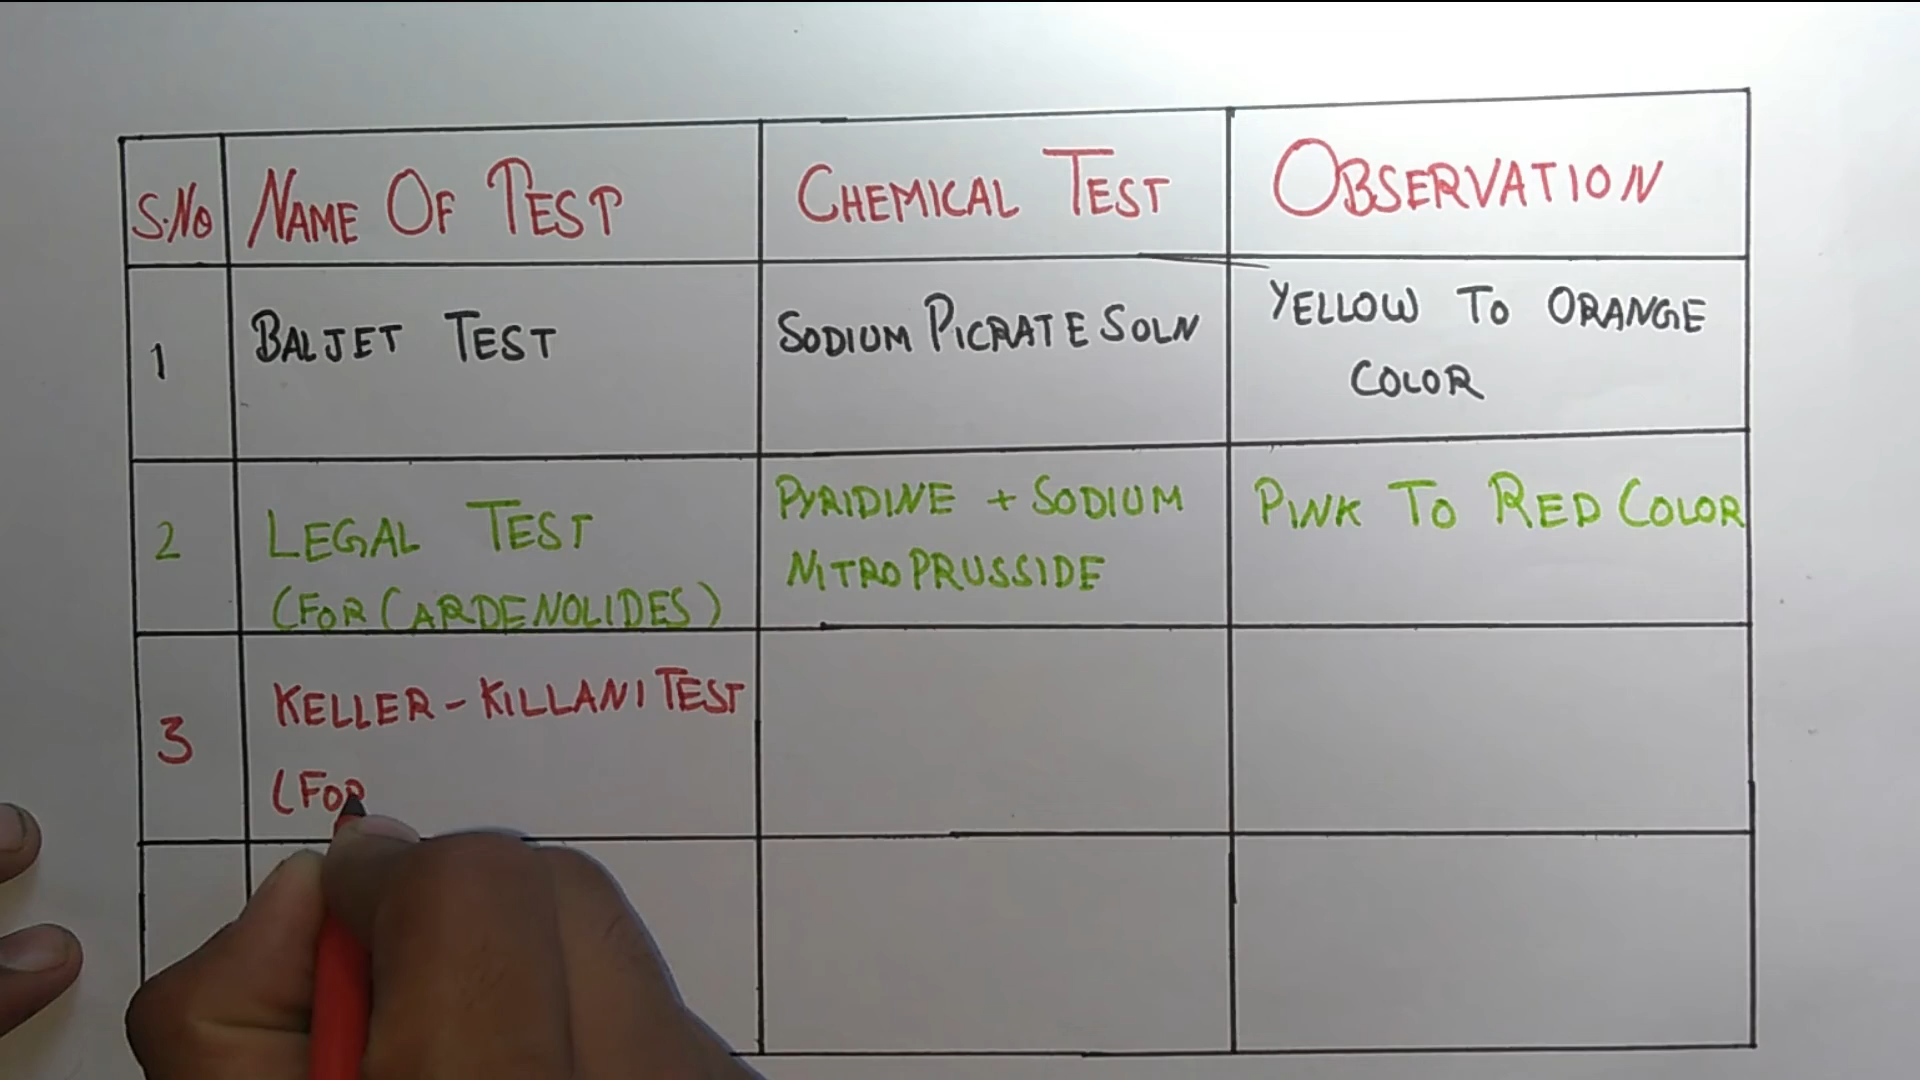 S.No NAME OF TEST CHEMICAL TEST OBSERVATION
1 BALJET TEST SODIUM PICRATE SOLN YELLOW TO ORANGE
COLOR
2 LEGAL TEST PYRIDINE + SODIUM PINK TO RED COLOR
(FOR CARDENOLIDES) NITROPRUSSIDE
3 KELLER-KILLANI TEST
(FOR